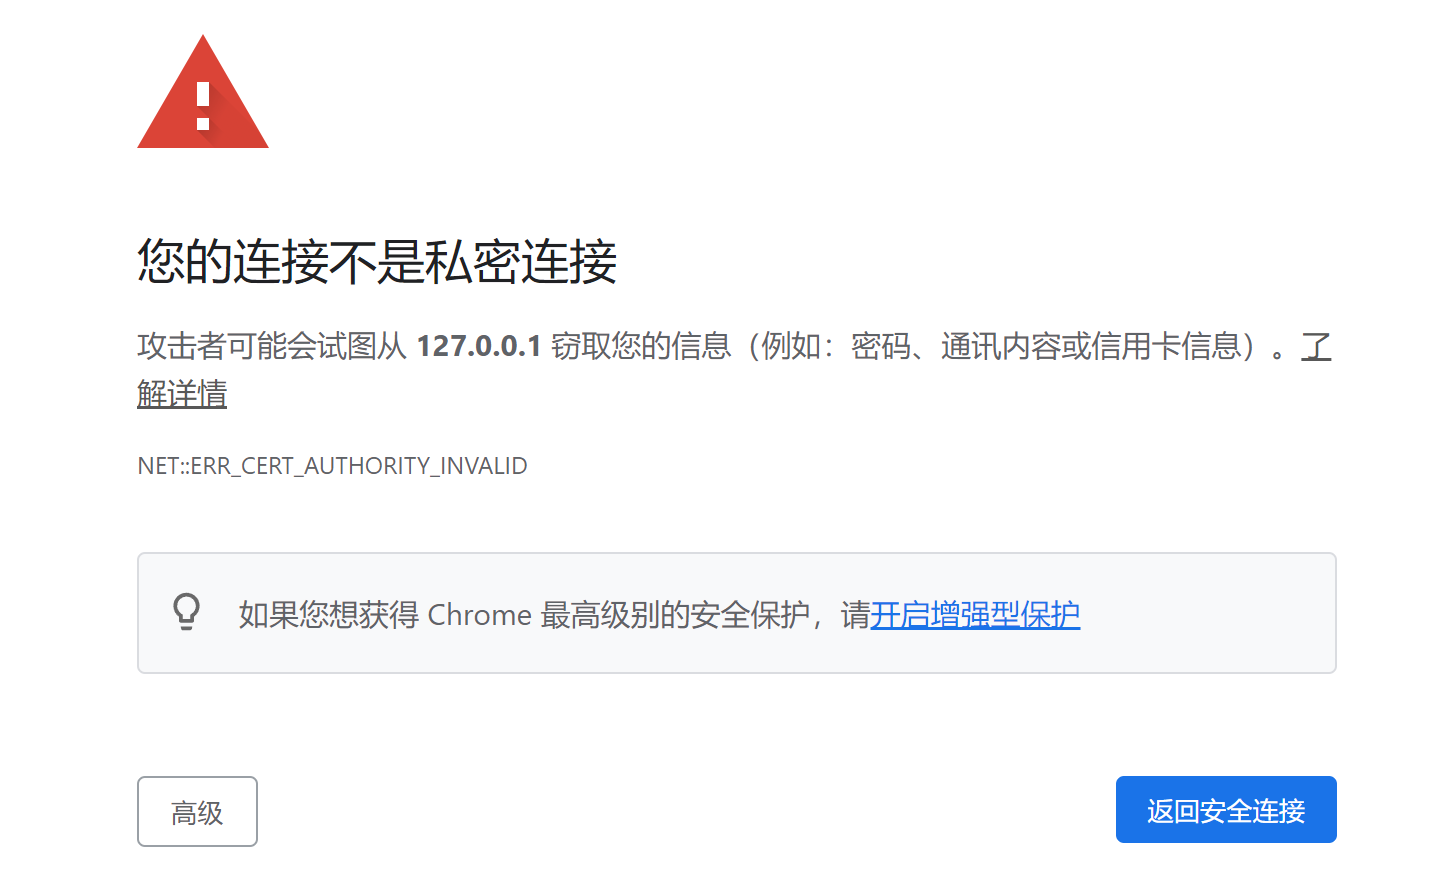 您的连接不是私密连接
攻击者可能会试图从 127.0.0.1 窃取您的信息（例如：密码、通讯内容或信用卡信息）。了
解详情
NET::ERR_CERT_AUTHORITY_INVALID
如果您想获得 Chrome 最高级别的安全保护，请开启增强型保护
高级
返回安全连接